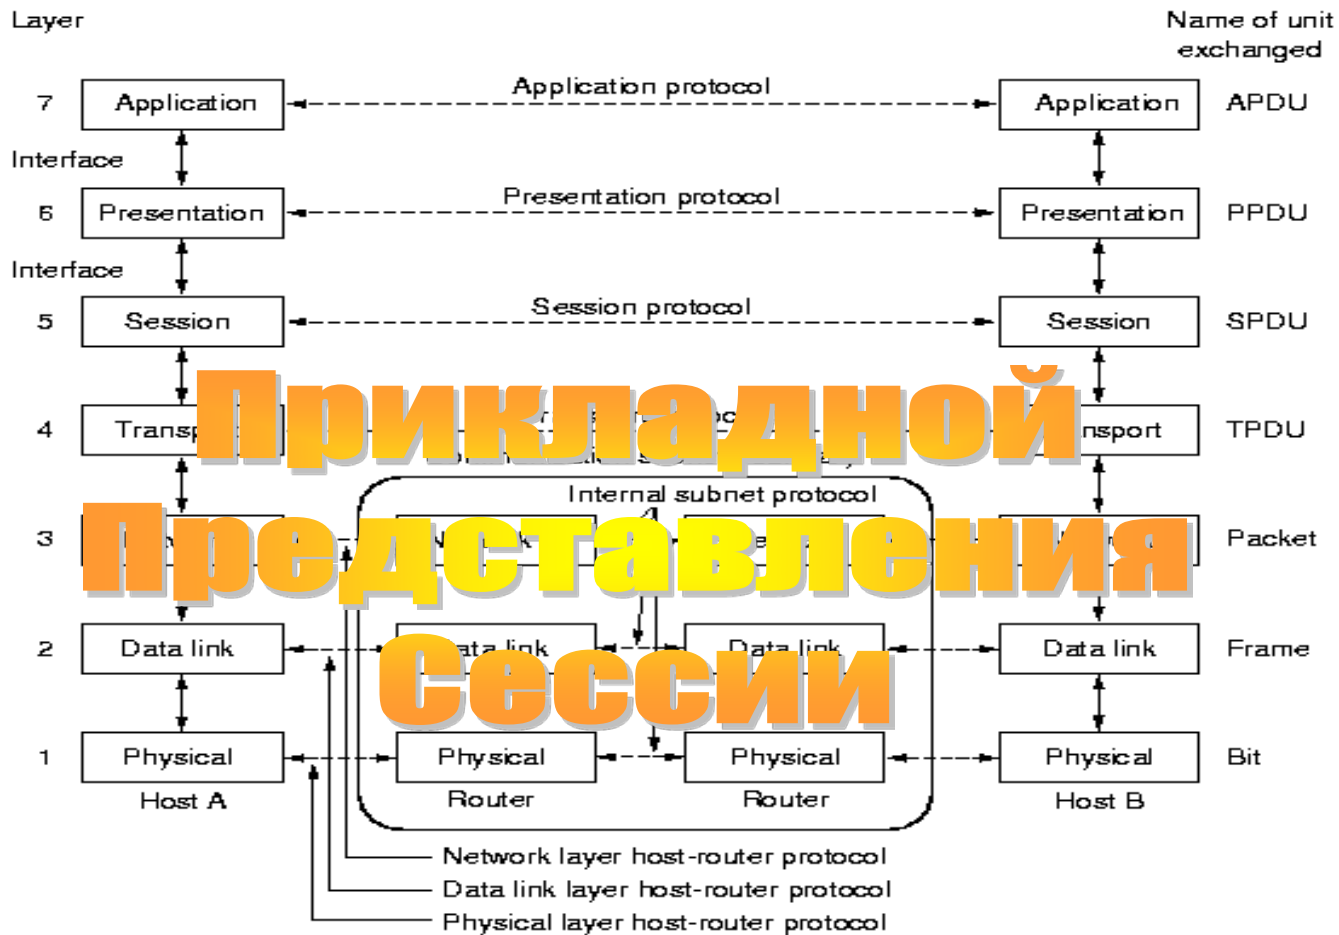 Layer
Name of unit
exchanged
7 Application Application protocol Application APDU
Interface
6 Presentation Presentation protocol Presentation PPDU
Interface
5 Session Session protocol Session SPDU
Прикладной
4 TPDU
Internal subnet protocol
Представления
3 Packet
2 Data link Data link Data link Frame
Сессии
1 Physical Physical Physical Physical Bit
Host A Router Router Host B
Network layer host-router protocol
Data link layer host-router protocol
Physical layer host-router protocol